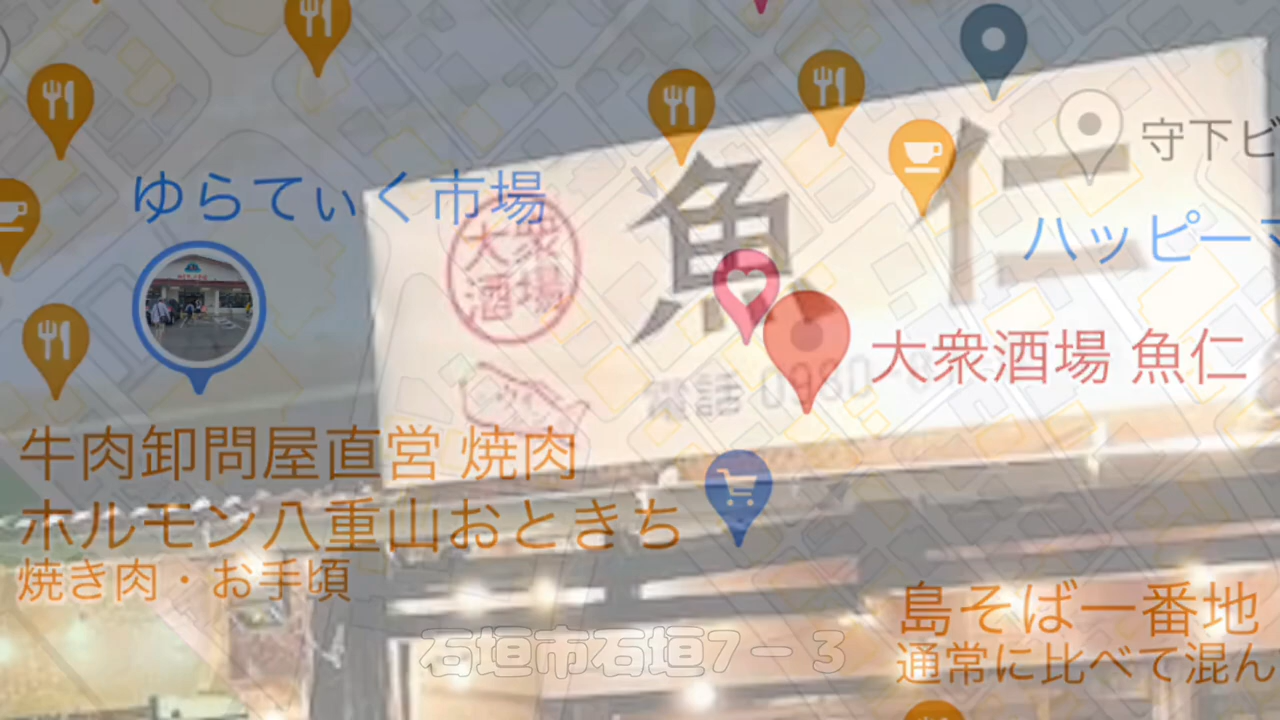 守下ビ
ゆらてぃく市場
魚仁
大衆
酒場
ハッピー
大衆酒場 魚仁
0980
牛肉卸問屋直営 焼肉
ホルモン八重山おときち
焼き肉・お手頃
島そば一番地
通常に比べて混ん
石垣市石垣7－3